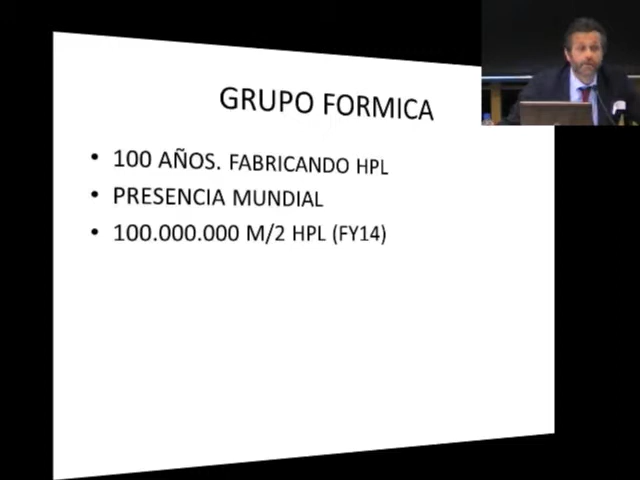 GRUPO FORMICA
• 100 AÑOS. FABRICANDO HPL
• PRESENCIA MUNDIAL
• 100.000.000 M/2 HPL (FY14)